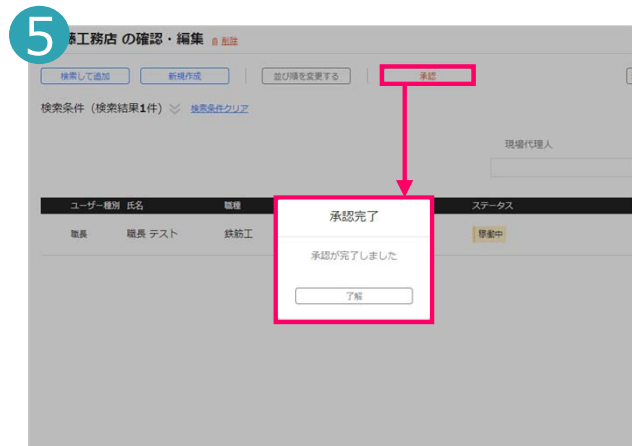 5
藤工務店 の確認・編集 削除
検索して追加 新規作成 並び順を変更する 承認
検索条件（検索結果1件） 検索条件クリア
現場代理人
ユーザー種別 氏名 職種 ステータス
職長 職長 テスト 鉄筋工 稼働中
承認完了
承認が完了しました
了解